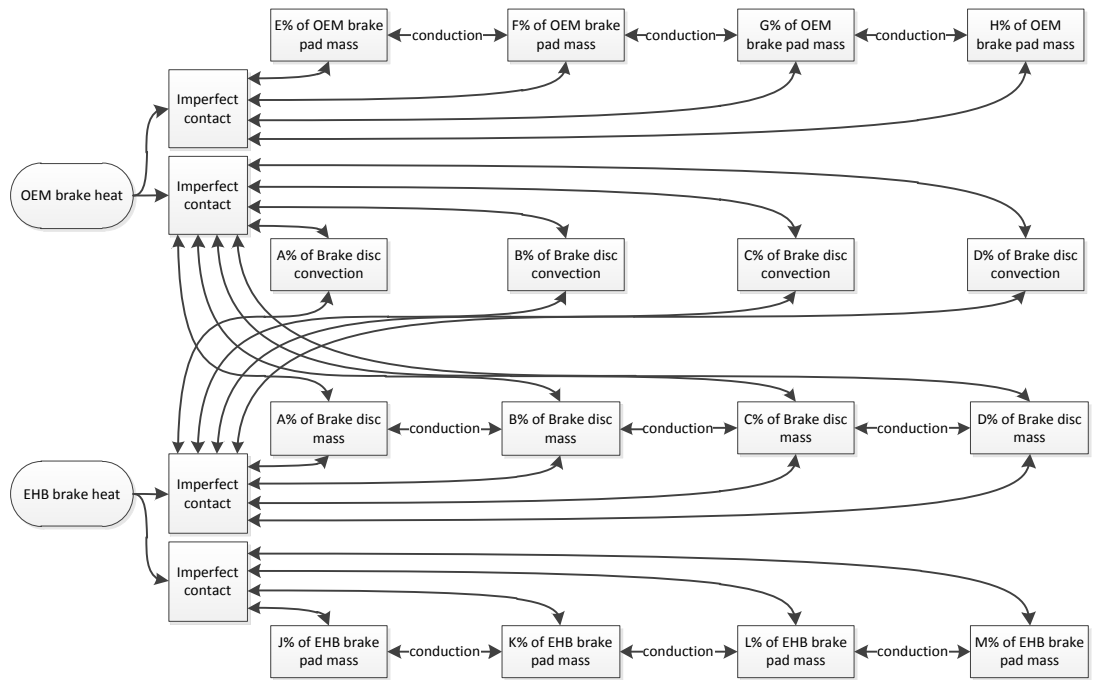 E% of OEM brake
pad mass
conduction
F% of OEM brake
pad mass
conduction
G% of OEM
brake pad mass
conduction
H% of OEM
brake pad mass
Imperfect
contact
OEM brake heat
Imperfect
contact
A% of Brake disc
convection
B% of Brake disc
convection
C% of Brake disc
convection
D% of Brake disc
convection
A% of Brake disc
mass
conduction
B% of Brake disc
mass
conduction
C% of Brake disc
mass
conduction
D% of Brake disc
mass
EHB brake heat
Imperfect
contact
Imperfect
contact
J% of EHB brake
pad mass
conduction
K% of EHB brake
pad mass
conduction
L% of EHB brake
pad mass
conduction
M% of EHB brake
pad mass